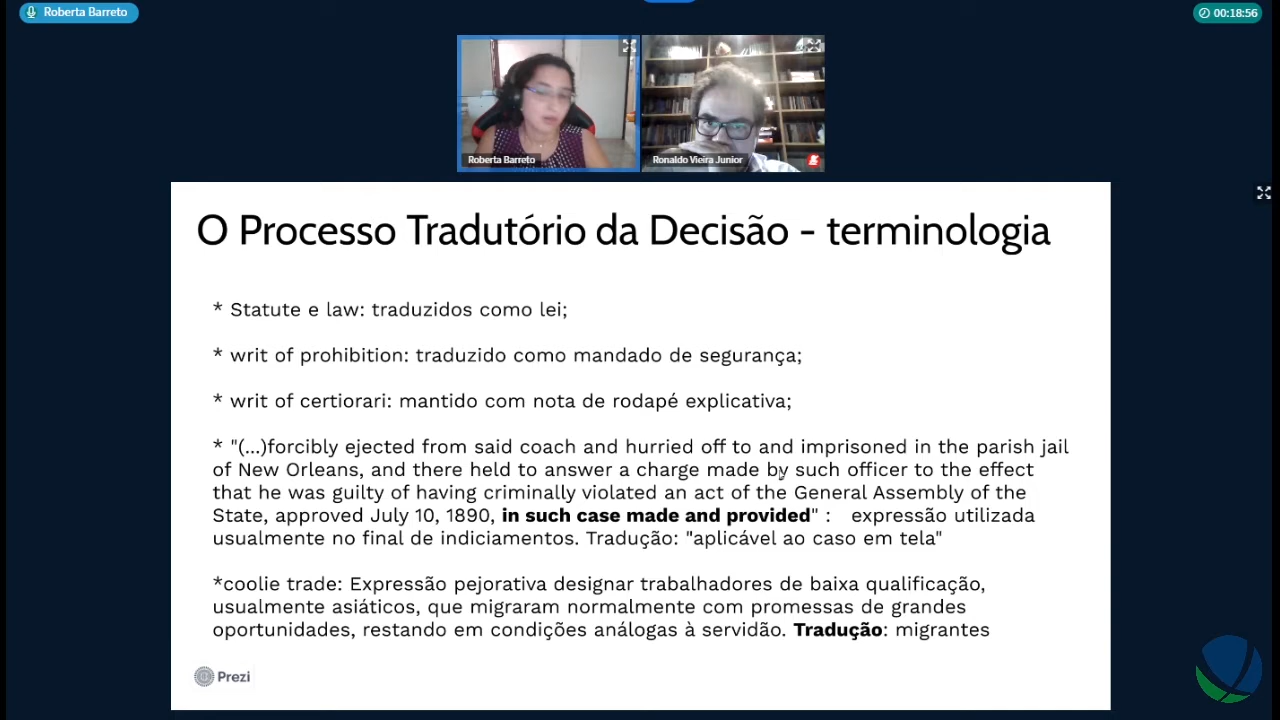 Roberta Barreto
00:18:56
Roberta Barreto
Ronaldo Vieira Junior
O Processo Tradutório da Decisão - terminologia
* Statute e law: traduzidos como lei;
* writ of prohibition: traduzido como mandado de segurança;
* writ of certiorari: mantido com nota de rodapé explicativa;
* "(...)forcibly ejected from said coach and hurried off to and imprisoned in the parish jail
of New Orleans, and there held to answer a charge made by such officer to the effect
that he was guilty of having criminally violated an act of the General Assembly of the
State, approved July 10, 1890, in such case made and provided" : expressão utilizada
usualmente no final de indiciamentos. Tradução: "aplicável ao caso em tela"
*coolie trade: Expressão pejorativa designar trabalhadores de baixa qualificação,
usualmente asiáticos, que migraram normalmente com promessas de grandes
oportunidades, restando em condições análogas à servidão. Tradução: migrantes
Prezi